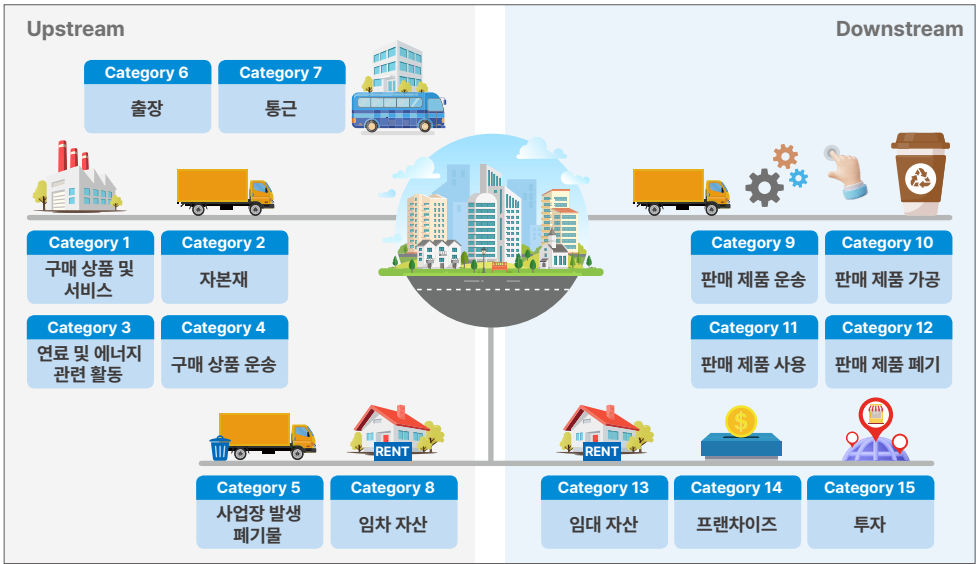 Upstream
Downstream
Category 6
출장
Category 7
통근
Category 1
구매 상품 및
서비스
Category 2
자본재
Category 3
연료 및 에너지
관련 활동
Category 4
구매 상품 운송
Category 9
판매 제품 운송
Category 10
판매 제품 가공
Category 11
판매 제품 사용
Category 12
판매 제품 폐기
RENT
Category 5
사업장 발생
폐기물
Category 8
임차 자산
RENT
$
Category 13
임대 자산
Category 14
프랜차이즈
Category 15
투자